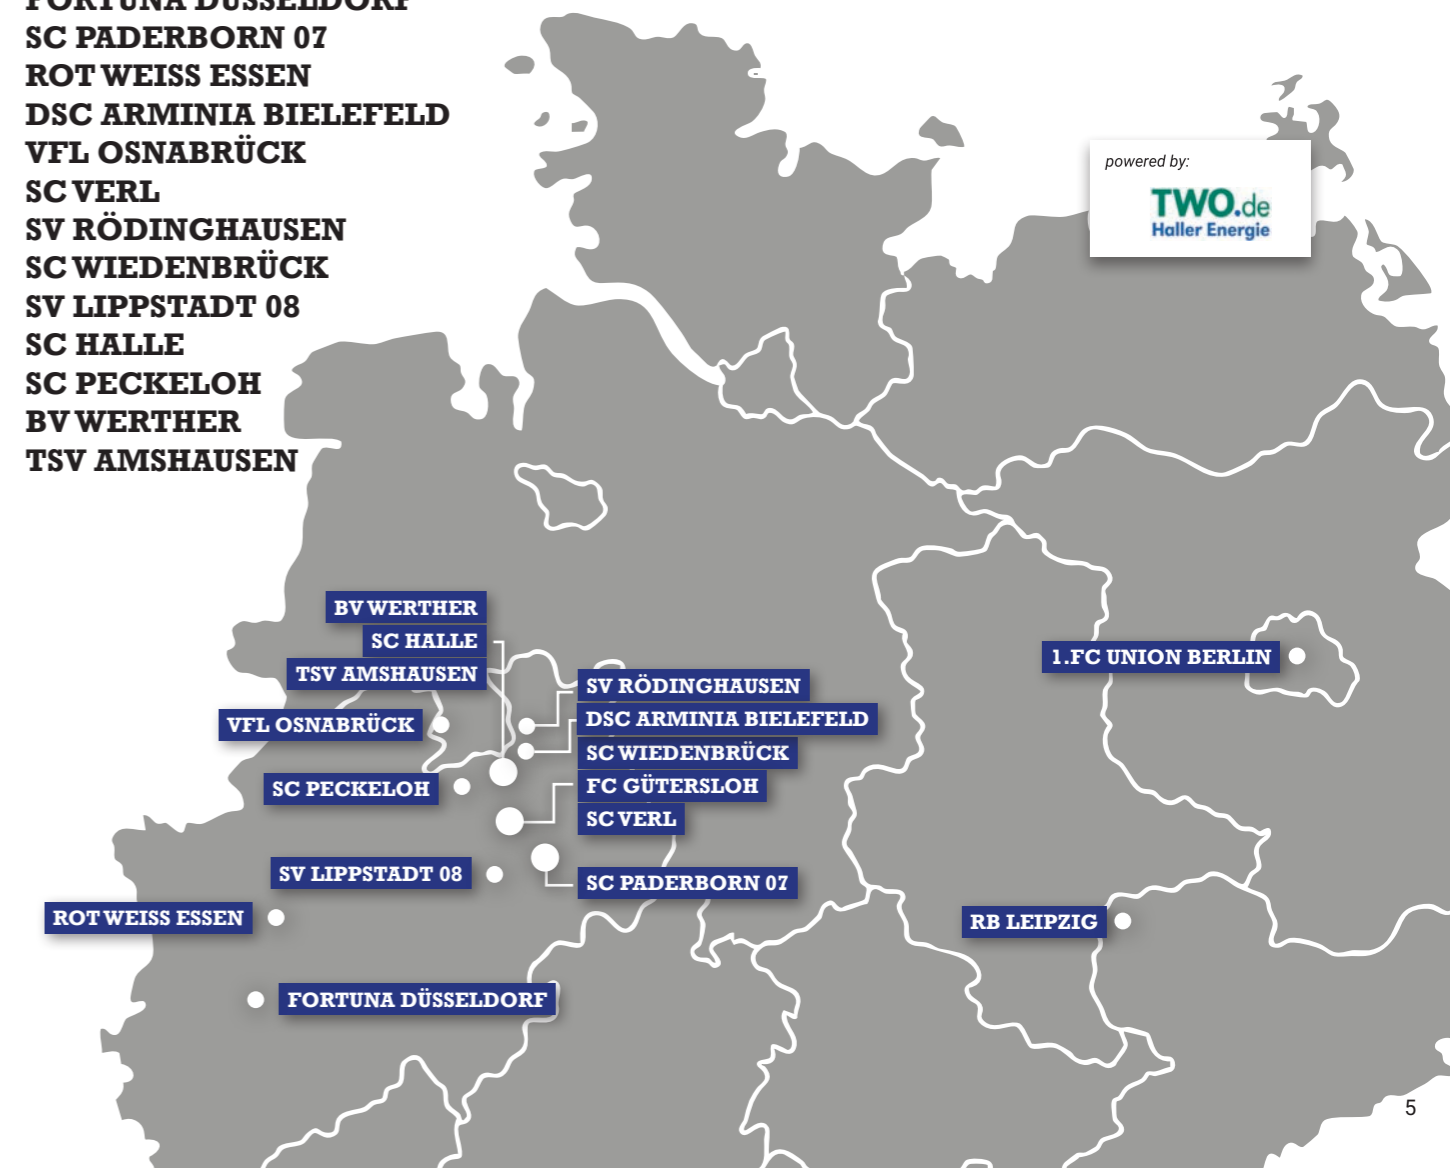 FORTUNA DÜSSELDORF
SC PADERBORN 07
ROT WEISS ESSEN
DSC ARMINIA BIELEFELD
VFL OSNABRÜCK
SC VERL
SV RÖDINGHAUSEN
SC WIEDENBRÜCK
SV LIPPSTADT 08
SC HALLE
SC PECKELOH
BV WERTHER
TSV AMSHAUSEN
powered by:
TWO.de
Haller Energie
BV WERTHER
SC HALLE
TSV AMSHAUSEN
VFL OSNABRÜCK
SC PECKELOH
SV LIPPSTADT 08
ROT WEISS ESSEN
FORTUNA DÜSSELDORF
SV RÖDINGHAUSEN
DSC ARMINIA BIELEFELD
SC WIEDENBRÜCK
FC GÜTERSLOH
SC VERL
SC PADERBORN 07
1.FC UNION BERLIN
RB LEIPZIG
5